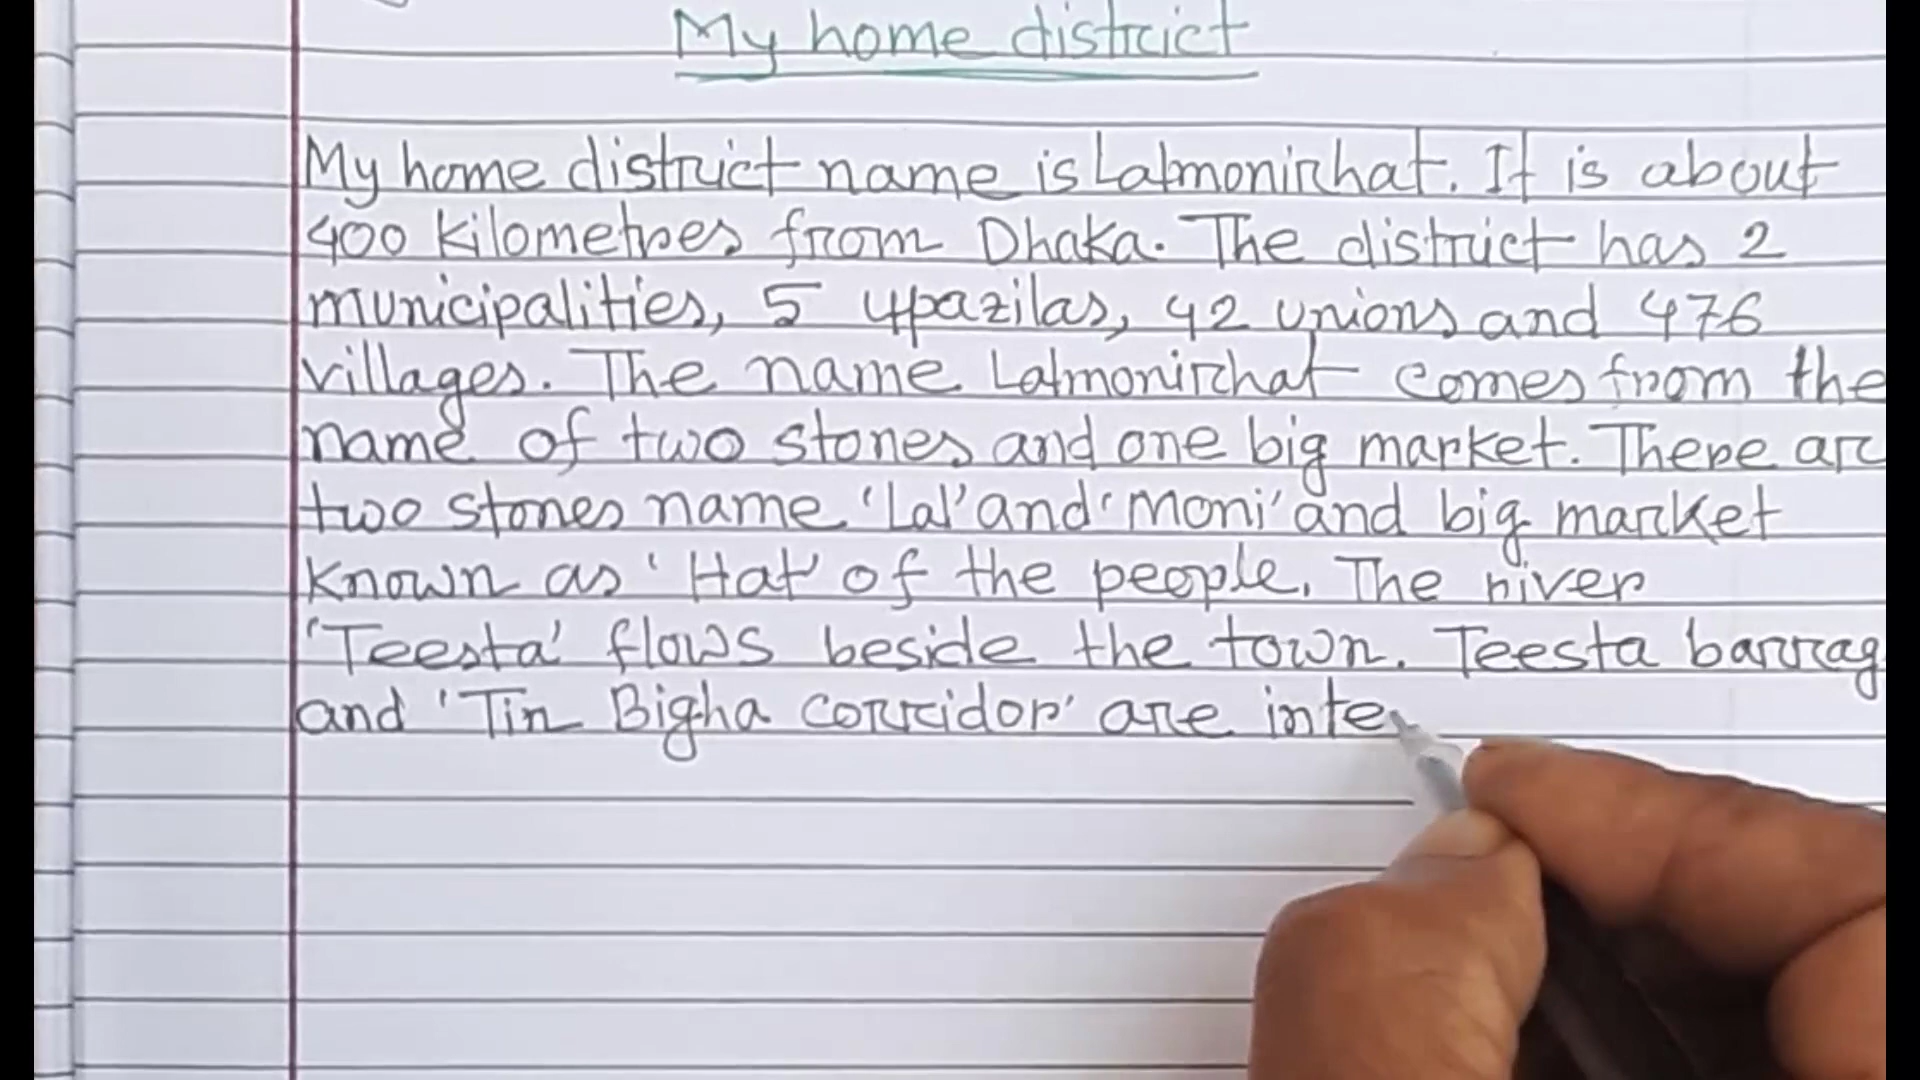 My home district
My home district name is Lalmonirhat. It is about
400 kilometres from Dhaka. The district has 2
municipalities, 5 upazilas, 42 unions and 476
villages. The name Lalmonirhat comes from the
name of two stones and one big market. There are
two stones name 'Lal' and 'Moni' and big market
known as 'Hat' of the people. The river
'Teesta' flows beside the town. Teesta barrag
and 'Tin Bigha corridor' are inte